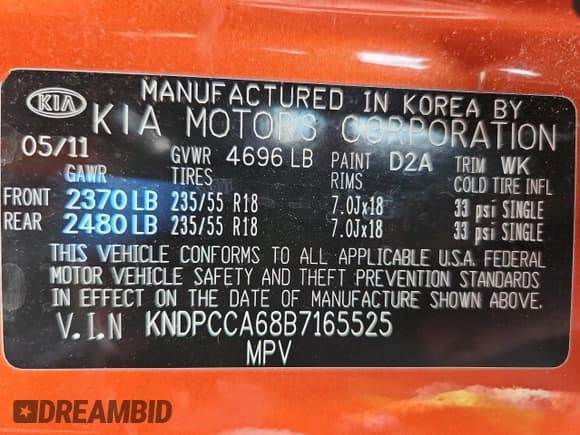 KIA
MANUFACTURED IN KOREA BY
KIA MOTORS CORPORATION
05/11 GVWR 4696 LB PAINT D2A TRIM WK
GAWR TIRES RIMS COLD TIRE INFL
FRONT 2370 LB 235/55 R18 7.0Jx18 33 psi SINGLE
REAR 2480 LB 235/55 R18 7.0Jx18 33 psi SINGLE
THIS VEHICLE CONFORMS TO ALL APPLICABLE U.S.A. FEDERAL
MOTOR VEHICLE SAFETY AND THEFT PREVENTION STANDARDS
IN EFFECT ON THE DATE OF MANUFACTURE SHOWN ABOVE.
V.I.N KNDPCCA68B7165525
MPV
DREAMBID